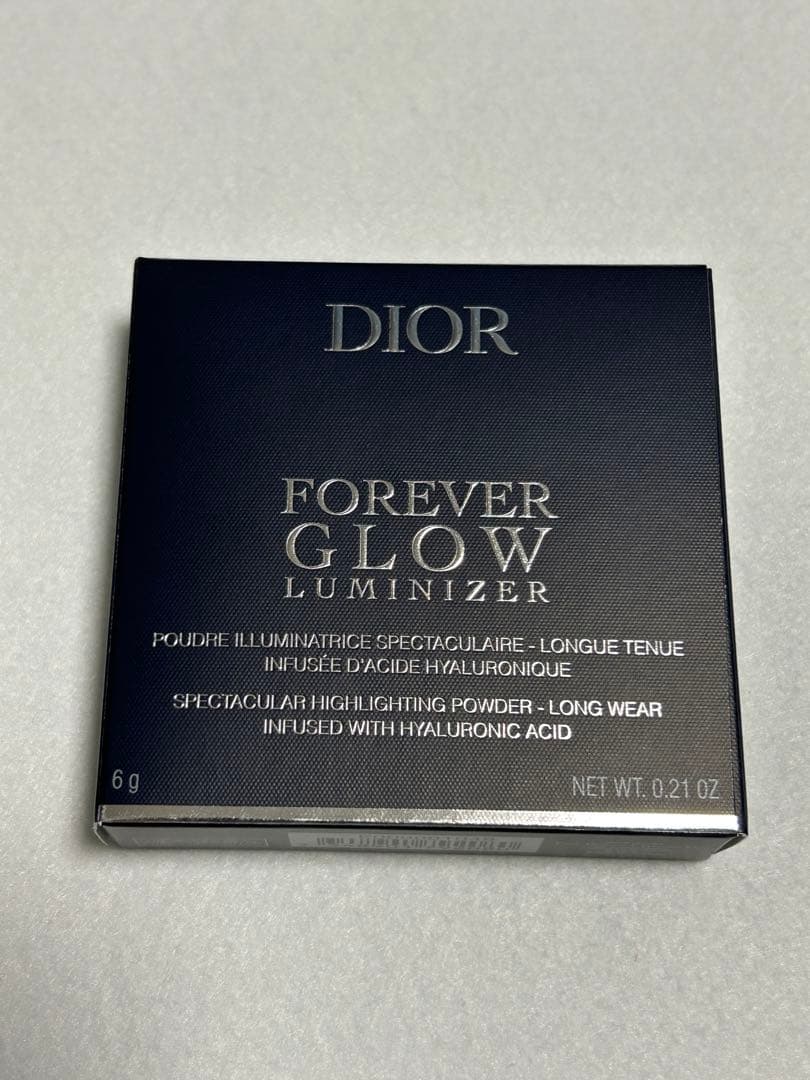 DIOR
FOREVER
GLOW
LUMINIZER
POUDRE ILLUMINATRICE SPECTACULAIRE - LONGUE TENUE
INFUSÉE D'ACIDE HYALURONIQUE
SPECTACULAR HIGHLIGHTING POWDER - LONG WEAR
INFUSED WITH HYALURONIC ACID
6 g NET WT. 0.21 OZ